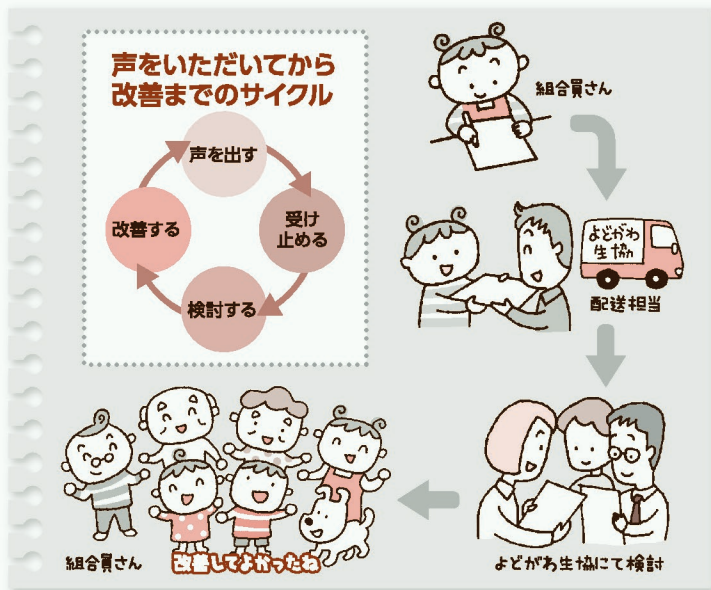 声をいただいてから
改善までのサイクル
声を出す
受け
止める
検討する
改善する
組合員さん
よどがわ
生協
配送担当
よどがわ生協にて検討
組合員さん
改善してよかったね